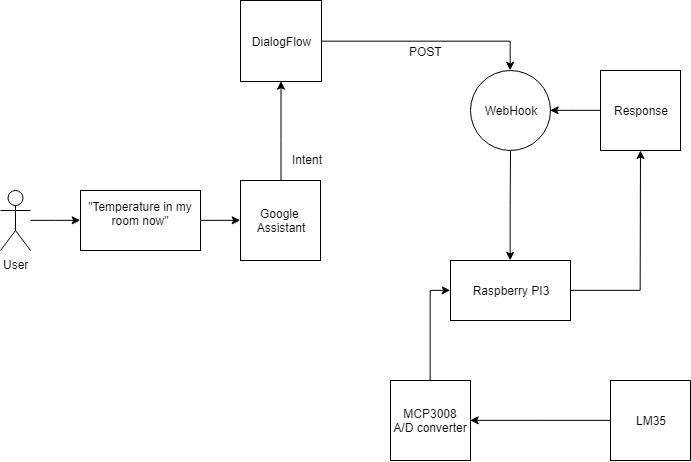 DialogFlow
POST
WebHook
Response
Intent
"Temperature in my
room now"
Google
Assistant
User
Raspberry PI3
MCP3008
A/D converter
LM35